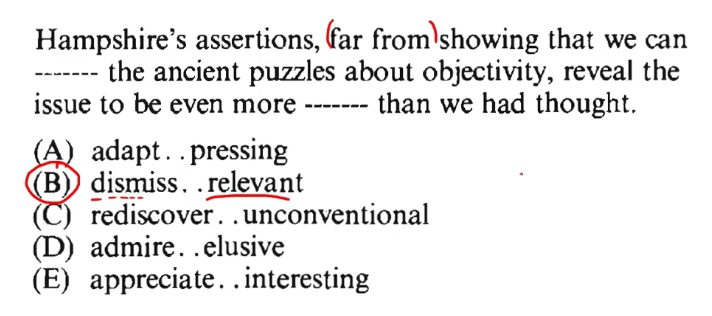 Hampshire's assertions, (far from) showing that we can
------- the ancient puzzles about objectivity, reveal the
issue to be even more ------- than we had thought.
(A) adapt. .pressing
(B) dismiss. .relevant
(C) rediscover. .unconventional
(D) admire. .elusive
(E) appreciate. .interesting